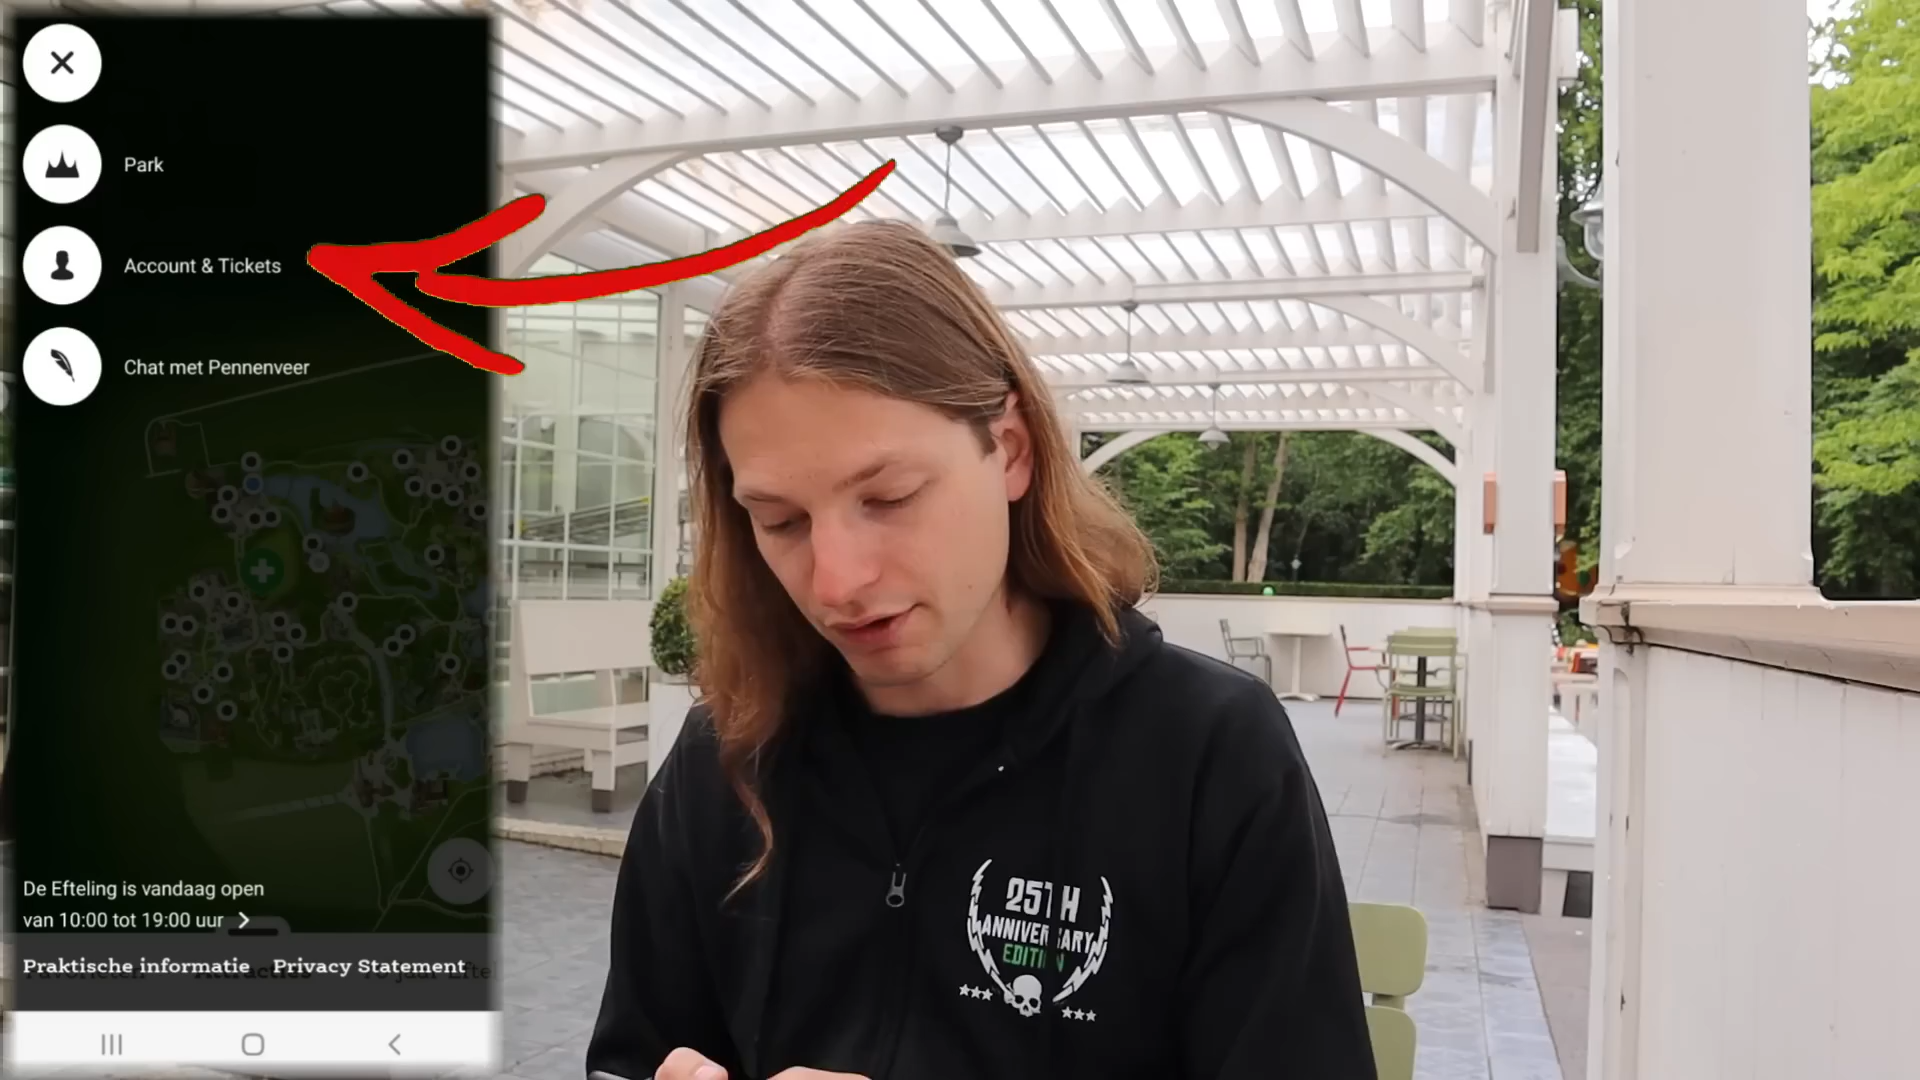 Park
Account & Tickets
Chat met Pennenveer
De Efteling is vandaag open
van 10:00 tot 19:00 uur
Praktische informatie Privacy Statement
25TH
ANNIVERSARY
EDITION